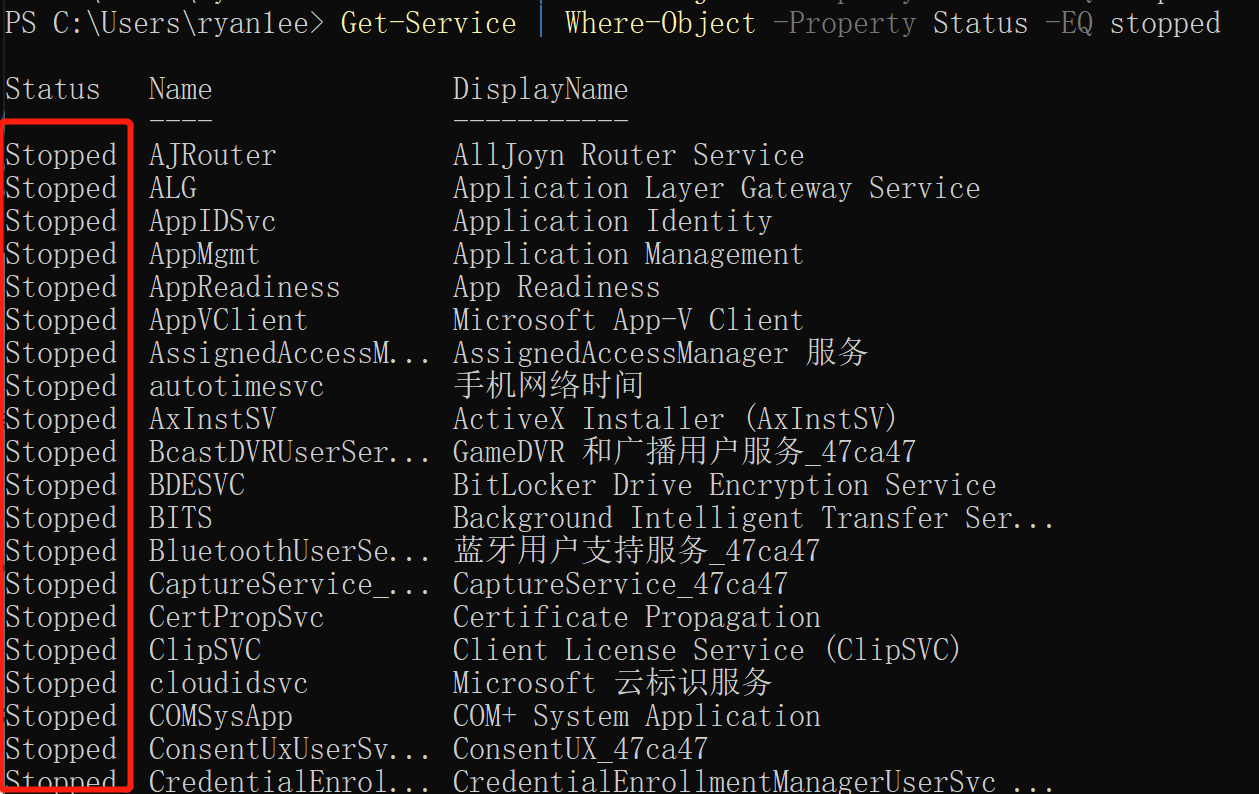 PS C:\Users\ryanlee> Get-Service | Where-Object -Property Status -EQ stopped
Status Name DisplayName
---- -----------
Stopped AJRouter AllJoyn Router Service
Stopped ALG Application Layer Gateway Service
Stopped AppIDSvc Application Identity
Stopped AppMgmt Application Management
Stopped AppReadiness App Readiness
Stopped AppVClient Microsoft App-V Client
Stopped AssignedAccessM... AssignedAccessManager 服务
Stopped autotimesvc 手机网络时间
Stopped AxInstSV ActiveX Installer (AxInstSV)
Stopped BcastDVRUserSer... GameDVR 和广播用户服务_47ca47
Stopped BDESVC BitLocker Drive Encryption Service
Stopped BITS Background Intelligent Transfer Ser...
Stopped BluetoothUserSe... 蓝牙用户支持服务_47ca47
Stopped CaptureService_... CaptureService_47ca47
Stopped CertPropSvc Certificate Propagation
Stopped ClipSVC Client License Service (ClipSVC)
Stopped cloudidsvc Microsoft 云标识服务
Stopped COMSysApp COM+ System Application
Stopped ConsentUxUserSv... ConsentUX_47ca47
Stopped CredentialEnrol... CredentialEnrollmentManagerUserSvc ...